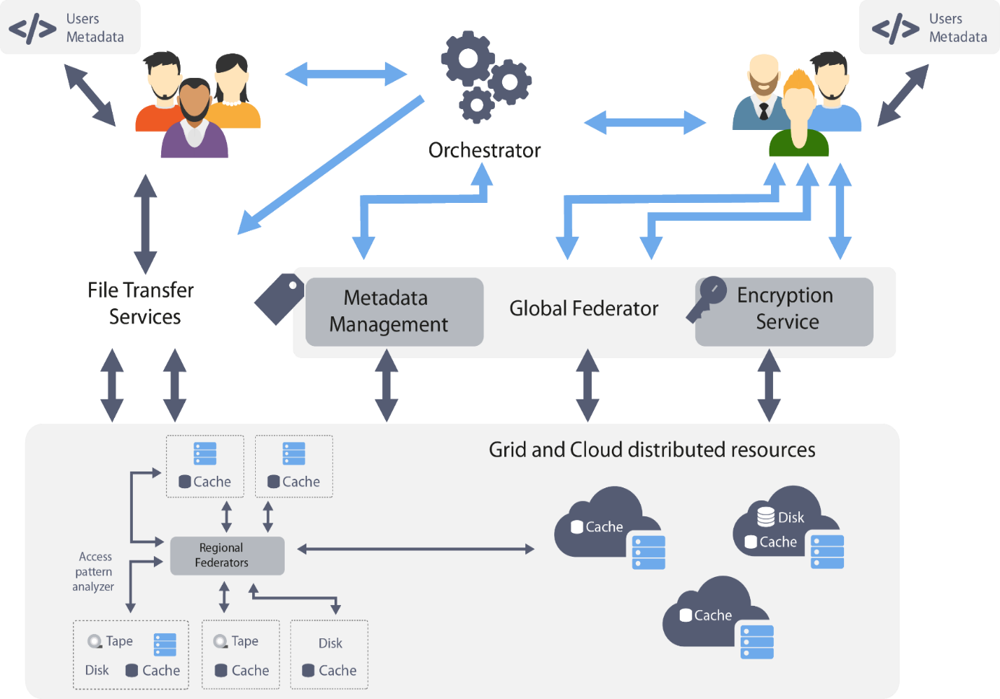 Users
Metadata
Users
Metadata
Orchestrator
File Transfer
Services
Metadata
Management
Global Federator
Encryption
Service
Grid and Cloud distributed resources
Cache
Cache
Regional
Federators
Access
pattern
analyzer
Cache
Disk
Cache
Cache
Tape
Disk
Cache
Tape
Cache
Disk
Cache